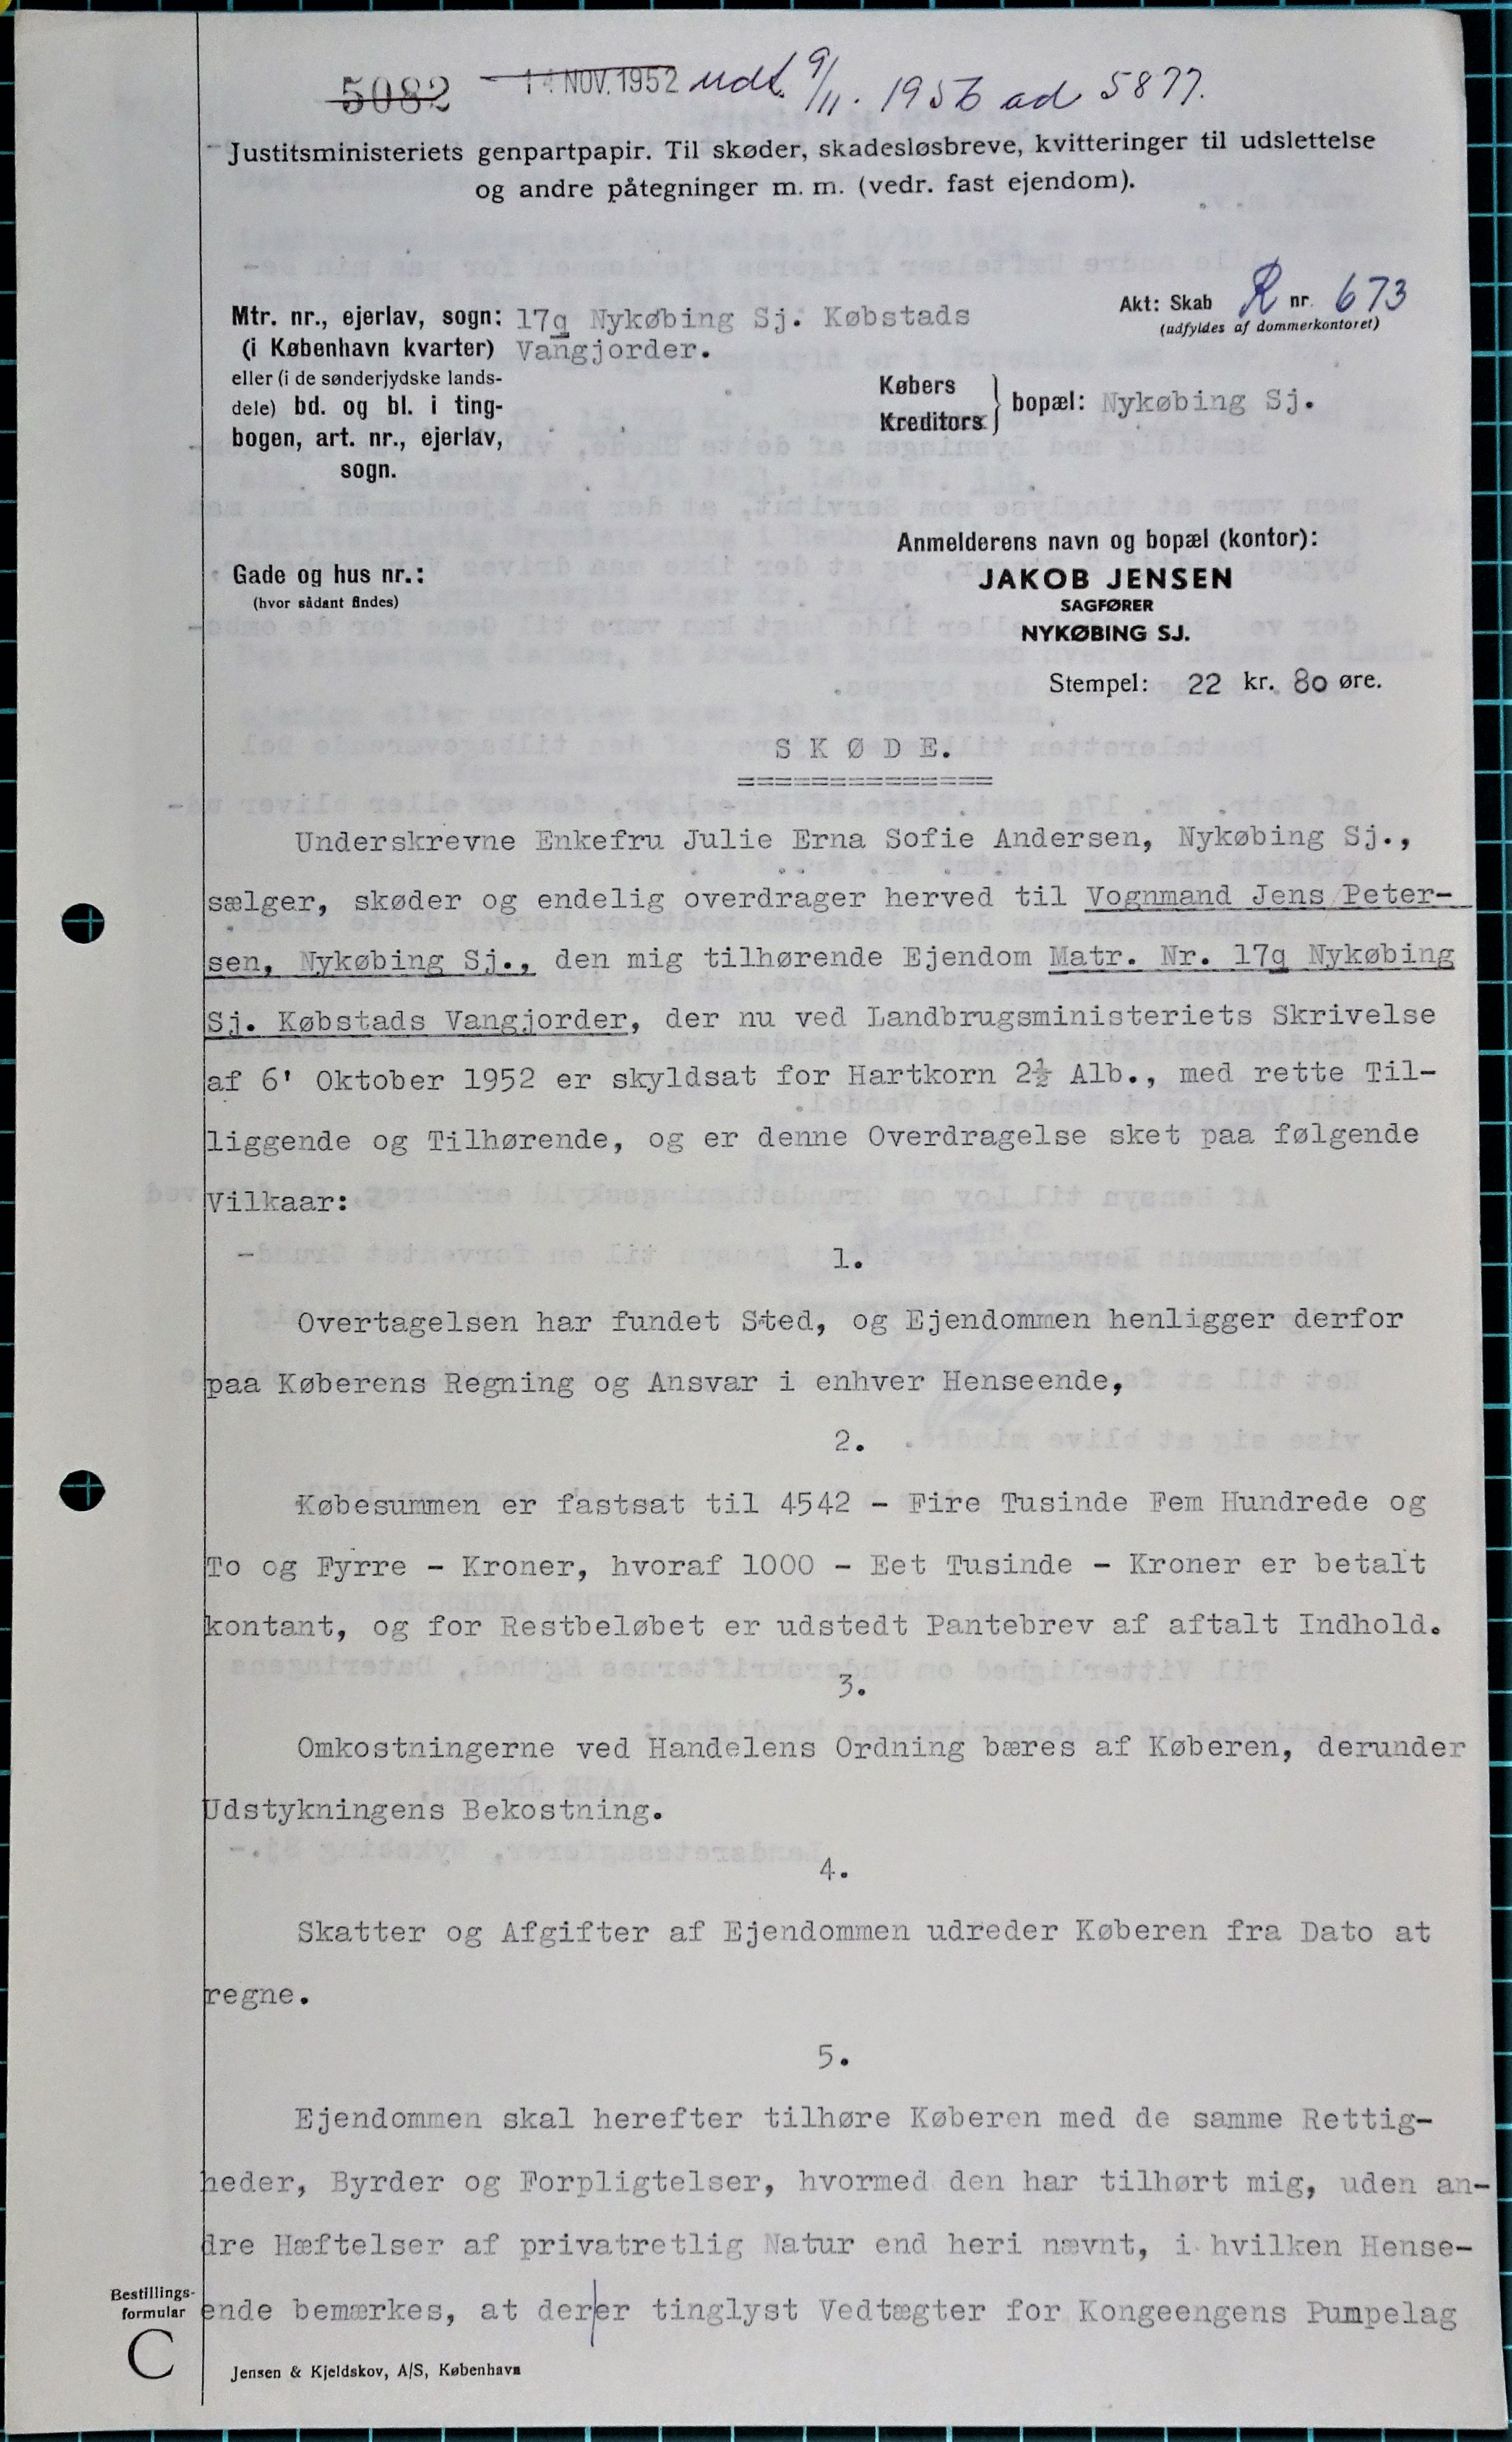 5082 14 NOV. 1952 udt. 9/11. 1956 ad 5877.
Justitsministeriets genpartpapir. Til skøder, skadesløsbreve, kvitteringer til udslettelse
og andre påtegninger m. m. (vedr. fast ejendom).
Mtr. nr., ejerlav, sogn: 17q Nykøbing Sj. Købstads
(i København kvarter) Vangjorder.
eller (i de sønderjydske lands-
dele) bd. og bl. i ting-
bogen, art. nr., ejerlav,
sogn.
Akt: Skab R nr. 673
(udfyldes af dommerkontoret)
Købers
Kreditors } bopæl: Nykøbing Sj.
Gade og hus nr.:
(hvor sådant findes)
Anmelderens navn og bopæl (kontor):
JAKOB JENSEN
SAGFØRER
NYKØBING SJ.
Stempel: 22 kr. 80 øre.
S K Ø D E.
==============
Underskrevne Enkefru Julie Erna Sofie Andersen, Nykøbing Sj.,
sælger, skøder og endelig overdrager herved til Vognmand Jens Peter-
sen, Nykøbing Sj., den mig tilhørende Ejendom Matr. Nr. 17q Nykøbing
Sj. Købstads Vangjorder, der nu ved Landbrugsministeriets Skrivelse
af 6' Oktober 1952 er skyldsat for Hartkorn 2½ Alb., med rette Til-
liggende og Tilhørende, og er denne Overdragelse sket paa følgende
Vilkaar:
1.
Overtagelsen har fundet Sted, og Ejendommen henligger derfor
paa Køberens Regning og Ansvar i enhver Henseende,
2.
Købesummen er fastsat til 4542 - Fire Tusinde Fem Hundrede og
To og Fyrre - Kroner, hvoraf 1000 - Eet Tusinde - Kroner er betalt
kontant, og for Restbeløbet er udstedt Pantebrev af aftalt Indhold.
3.
Omkostningerne ved Handelens Ordning bæres af Køberen, derunder
Udstykningens Bekostning.
4.
Skatter og Afgifter af Ejendommen udreder Køberen fra Dato at
regne.
5.
Ejendommen skal herefter tilhøre Køberen med de samme Rettig-
heder, Byrder og Forpligtelser, hvormed den har tilhørt mig, uden an-
dre Hæftelser af privatretlig Natur end heri nævnt, i hvilken Hense-
ende bemærkes, at der|er tinglyst Vedtægter for Kongeengens Pumpelag
Bestillings-
formular
C
Jensen & Kjeldskov, A/S, København